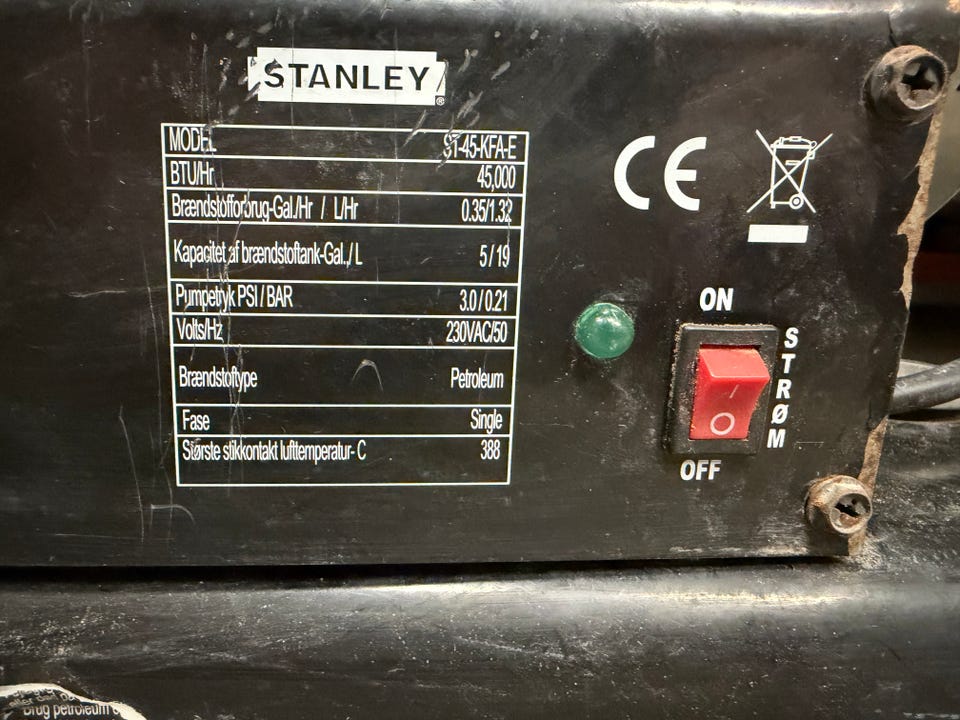 STANLEY®
MODEL ST-45-KFA-E
BTU/Hr 45,000
Brændstofforbrug-Gal./Hr / L/Hr 0.35/1.32
Kapacitet af brændstoftank-Gal./ L 5 / 19
Pumpetryk PSI / BAR 3.0 / 0.21
Volts/Hz 230VAC/50
Brændstoftype Petroleum
Fase Single
Største stikkontakt lufttemperatur- C 388
CE
ON
STRØM
OFF
Brug petroleum